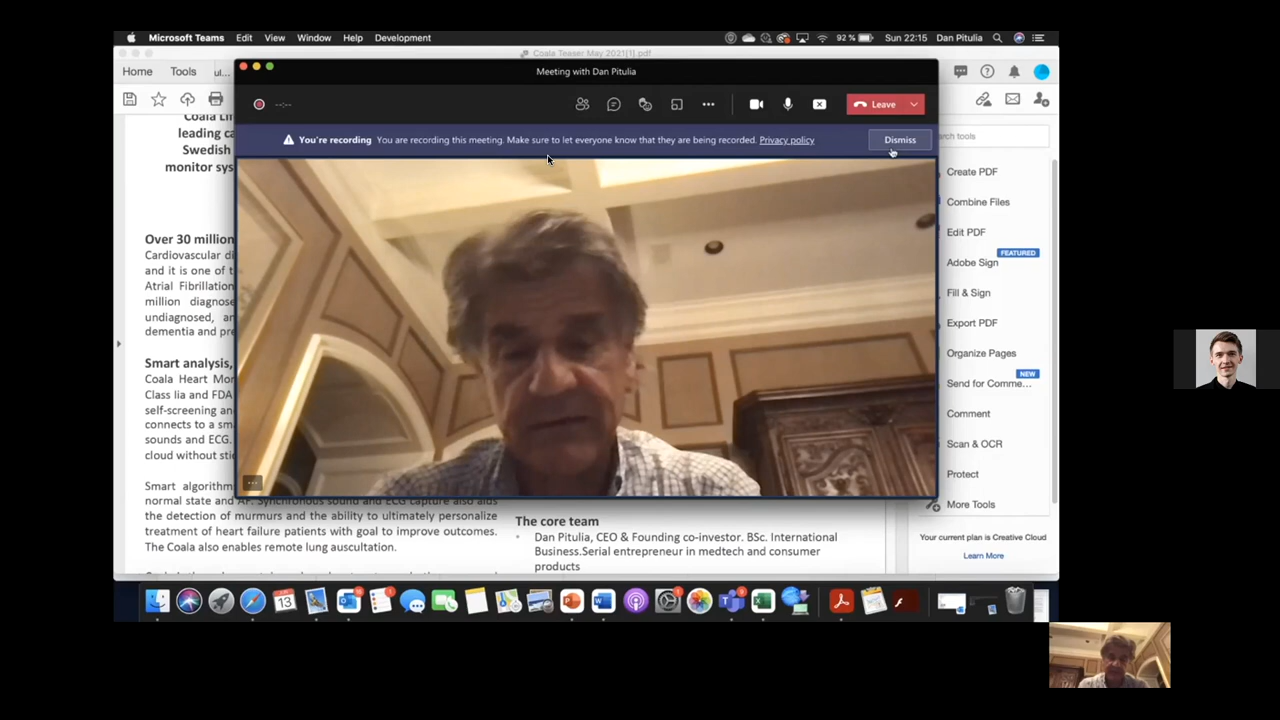 Microsoft Teams Edit View Window Help Development
92 % Sun 22:15 Dan Pitulia
Coala Teaser May 2021[1].pdf
Home Tools
Meeting with Dan Pitulia
--:--
Leave
You're recording You are recording this meeting. Make sure to let everyone know that they are being recorded. Privacy policy
Dismiss
leading ca
Swedish
monitor sys
Over 30 million
Cardiovascular di
and it is one of t
Atrial Fibrillation
million diagnose
undiagnosed, an
dementia and pre
Smart analysis,
Coala Heart Mon
Class IIa and FDA
self-screening an
connects to a sm
sounds and ECG.
cloud without stic
Smart algorithm
normal state and AF. Synchronous sound and ECG capture also aids
the detection of murmurs and the ability to ultimately personalize
treatment of heart failure patients with goal to improve outcomes.
The Coala also enables remote lung auscultation.
The core team
Dan Pitulia, CEO & Founding co-investor. BSc. International
Business.Serial entrepreneur in medtech and consumer
products
rch tools
Create PDF
Combine Files
Edit PDF
FEATURED
Adobe Sign
Fill & Sign
Export PDF
Organize Pages
NEW
Send for Comme...
Comment
Scan & OCR
Protect
More Tools
Your current plan is Creative Cloud
Learn More
JUN
13